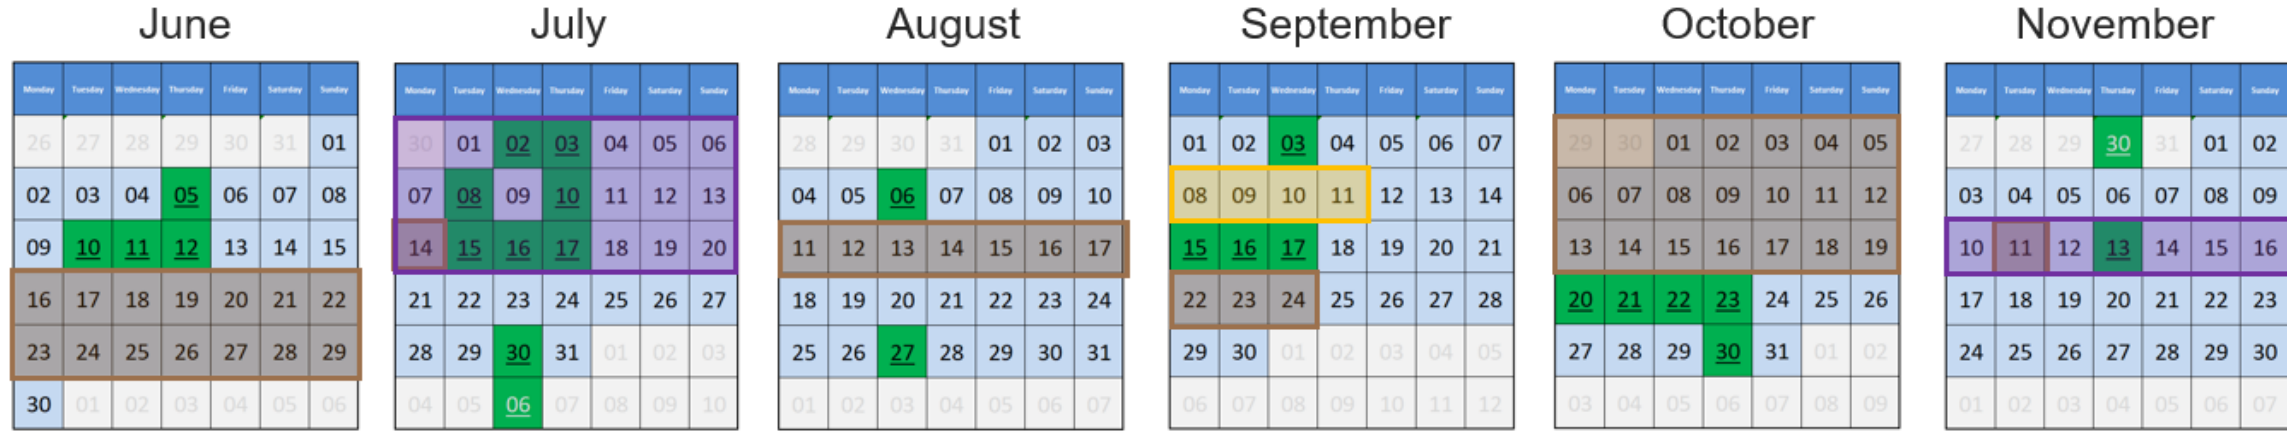 June
Monday Tuesday Wednesday Thursday Friday Saturday Sunday
26 27 28 29 30 31 01
02 03 04 05 06 07 08
09 10 11 12 13 14 15
16 17 18 19 20 21 22
23 24 25 26 27 28 29
30 01 02 03 04 05 06
July
Monday Tuesday Wednesday Thursday Friday Saturday Sunday
30 01 02 03 04 05 06
07 08 09 10 11 12 13
14 15 16 17 18 19 20
21 22 23 24 25 26 27
28 29 30 31 01 02 03
04 05 06 07 08 09 10
August
Monday Tuesday Wednesday Thursday Friday Saturday Sunday
28 29 30 31 01 02 03
04 05 06 07 08 09 10
11 12 13 14 15 16 17
18 19 20 21 22 23 24
25 26 27 28 29 30 31
01 02 03 04 05 06 07
September
Monday Tuesday Wednesday Thursday Friday Saturday Sunday
01 02 03 04 05 06 07
08 09 10 11 12 13 14
15 16 17 18 19 20 21
22 23 24 25 26 27 28
29 30 01 02 03 04 05
06 07 08 09 10 11 12
October
Monday Tuesday Wednesday Thursday Friday Saturday Sunday
29 30 01 02 03 04 05
06 07 08 09 10 11 12
13 14 15 16 17 18 19
20 21 22 23 24 25 26
27 28 29 30 31 01 02
03 04 05 06 07 08 09
November
Monday Tuesday Wednesday Thursday Friday Saturday Sunday
27 28 29 30 31 01 02
03 04 05 06 07 08 09
10 11 12 13 14 15 16
17 18 19 20 21 22 23
24 25 26 27 28 29 30
01 02 03 04 05 06 07